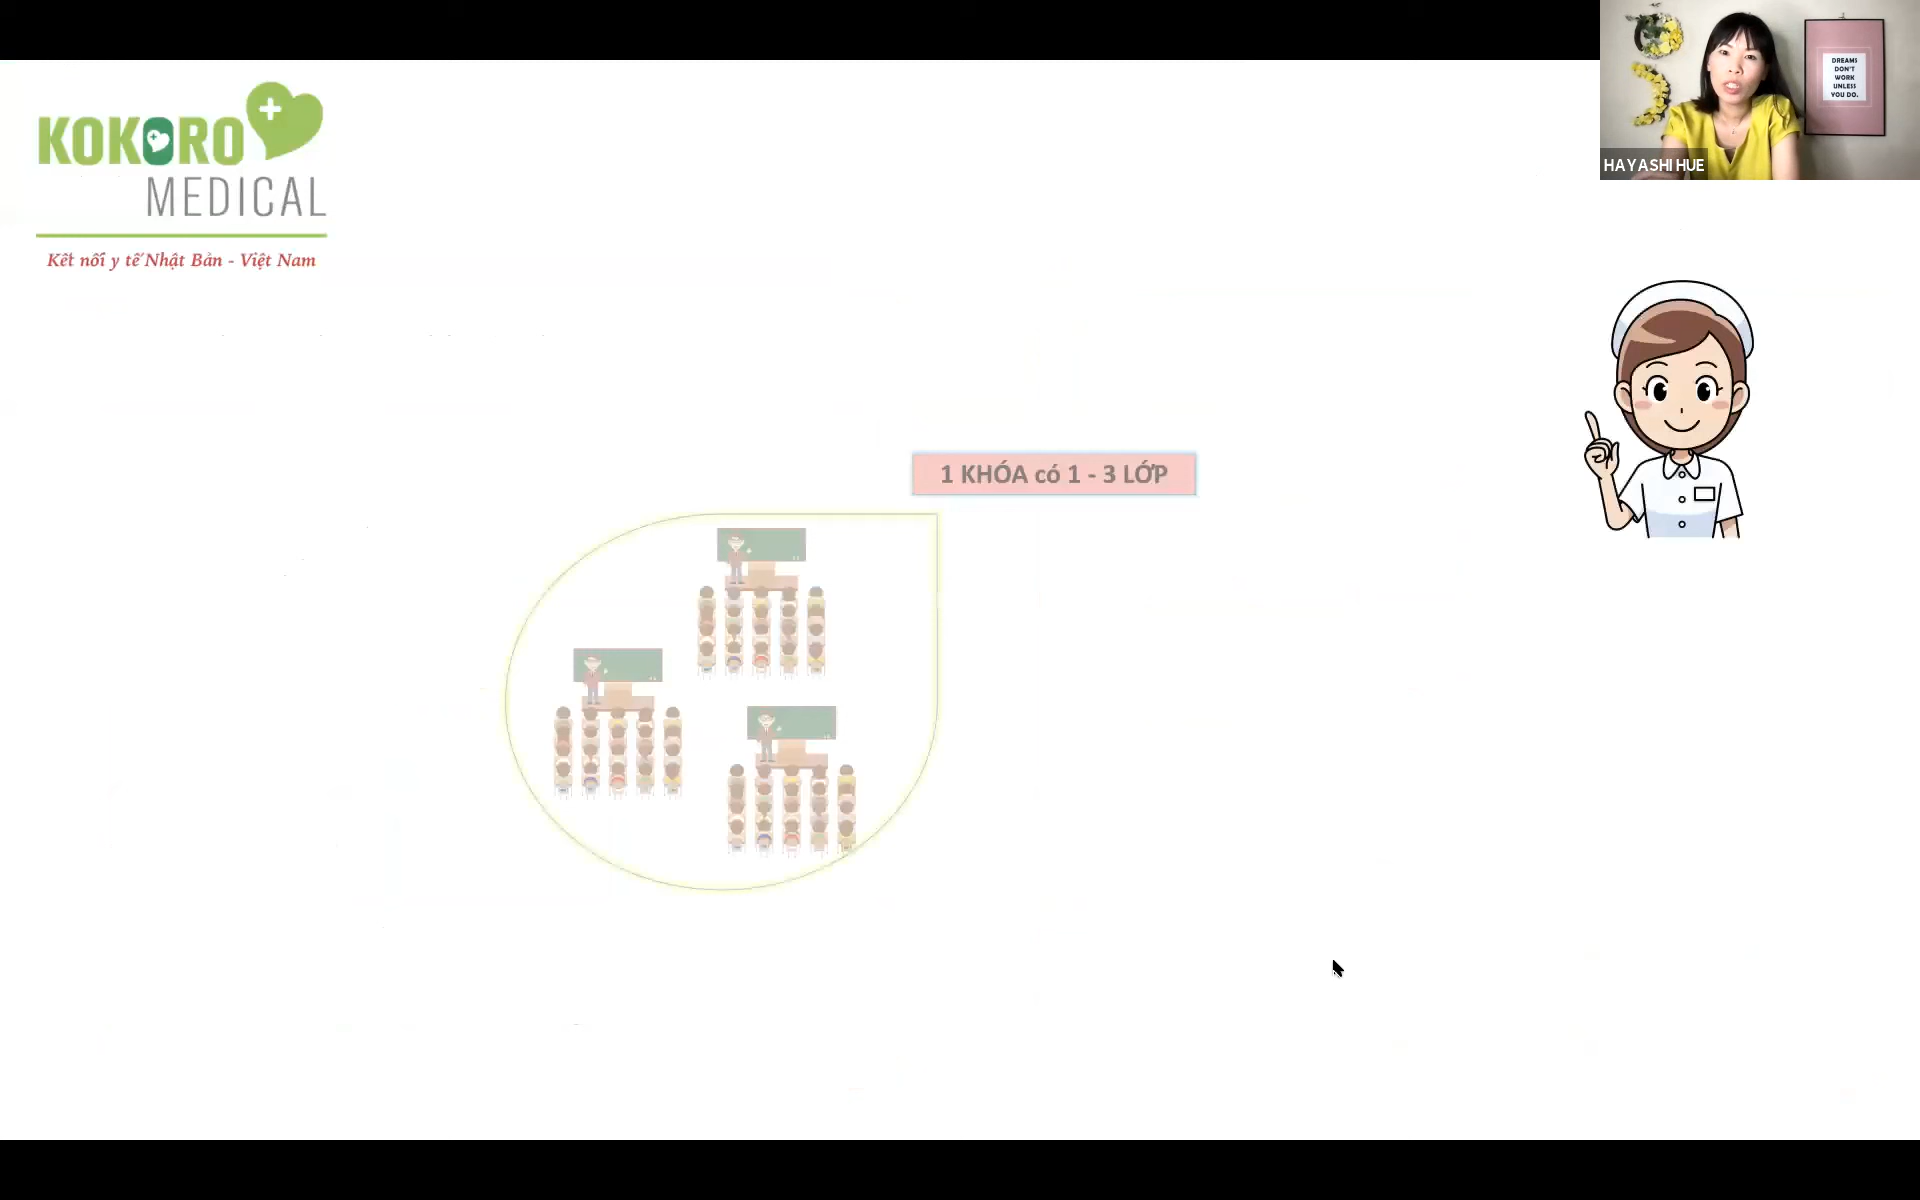 KOKORO
MEDICAL
Kết nối y tế Nhật Bản - Việt Nam
DREAMS
DON'T
WORK
UNLESS
YOU DO.
HAYASHI HUE
1 KHÓA có 1 - 3 LỚP